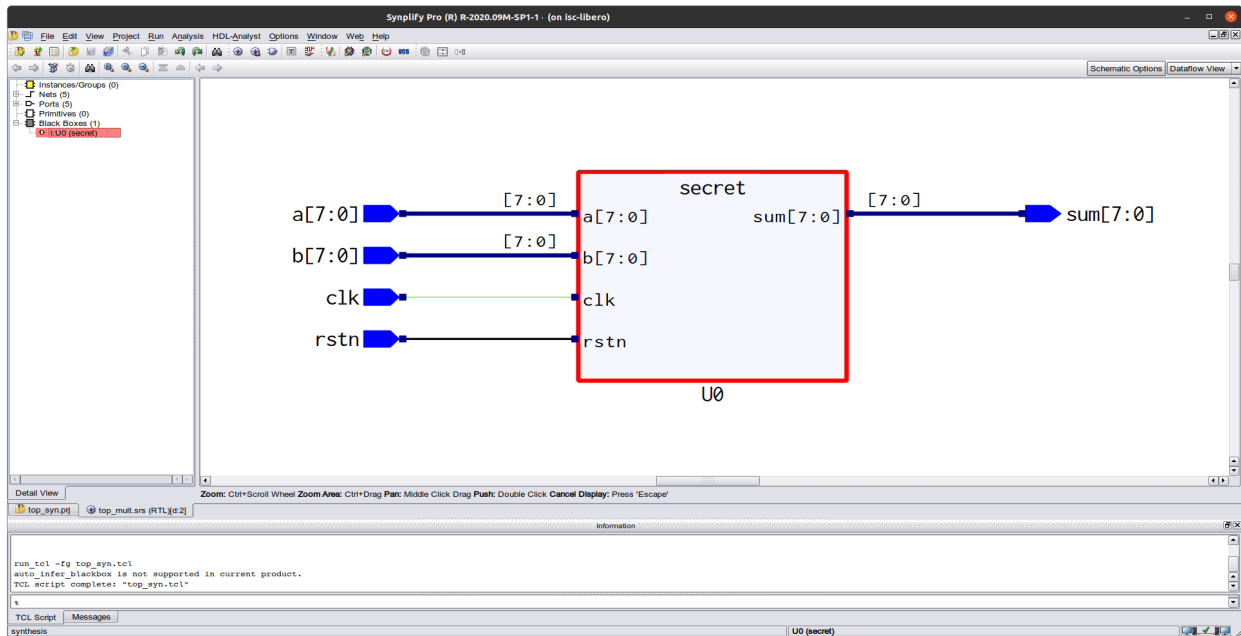 Synplify Pro (R) R-2020.09M-SP1-1 · (on isc-libero)
File Edit View Project Run Analysis HDL-Analyst Options Window Web Help
VCS
Schematic Options Dataflow View
Instances/Groups (0)
Nets (5)
Ports (5)
Primitives (0)
Black Boxes (1)
i:U0 (secret)
secret
a[7:0] [7:0] a[7:0] sum[7:0] [7:0] sum[7:0]
b[7:0] [7:0] b[7:0]
clk clk
rstn rstn
U0
Detail View
Zoom: Ctrl+Scroll Wheel Zoom Area: Ctrl+Drag Pan: Middle Click Drag Push: Double Click Cancel Display: Press 'Escape'
top_syn.prj top_mult.srs (RTL)[d:2]
Information
run_tcl -fg top_syn.tcl
auto_infer_blackbox is not supported in current product.
TCL script complete: "top_syn.tcl"
%
TCL Script Messages
synthesis U0 (secret)